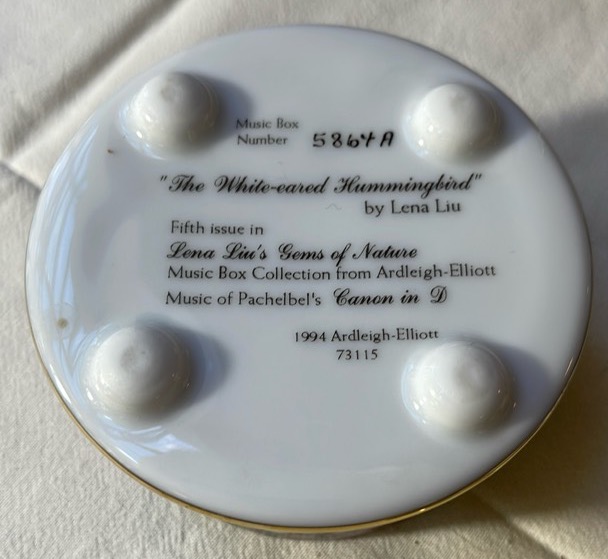 Music Box
Number 5864A
"The White-eared Hummingbird"
by Lena Liu
Fifth issue in
Lena Liu's Gems of Nature
Music Box Collection from Ardleigh-Elliott
Music of Pachelbel's Canon in D
1994 Ardleigh-Elliott
73115